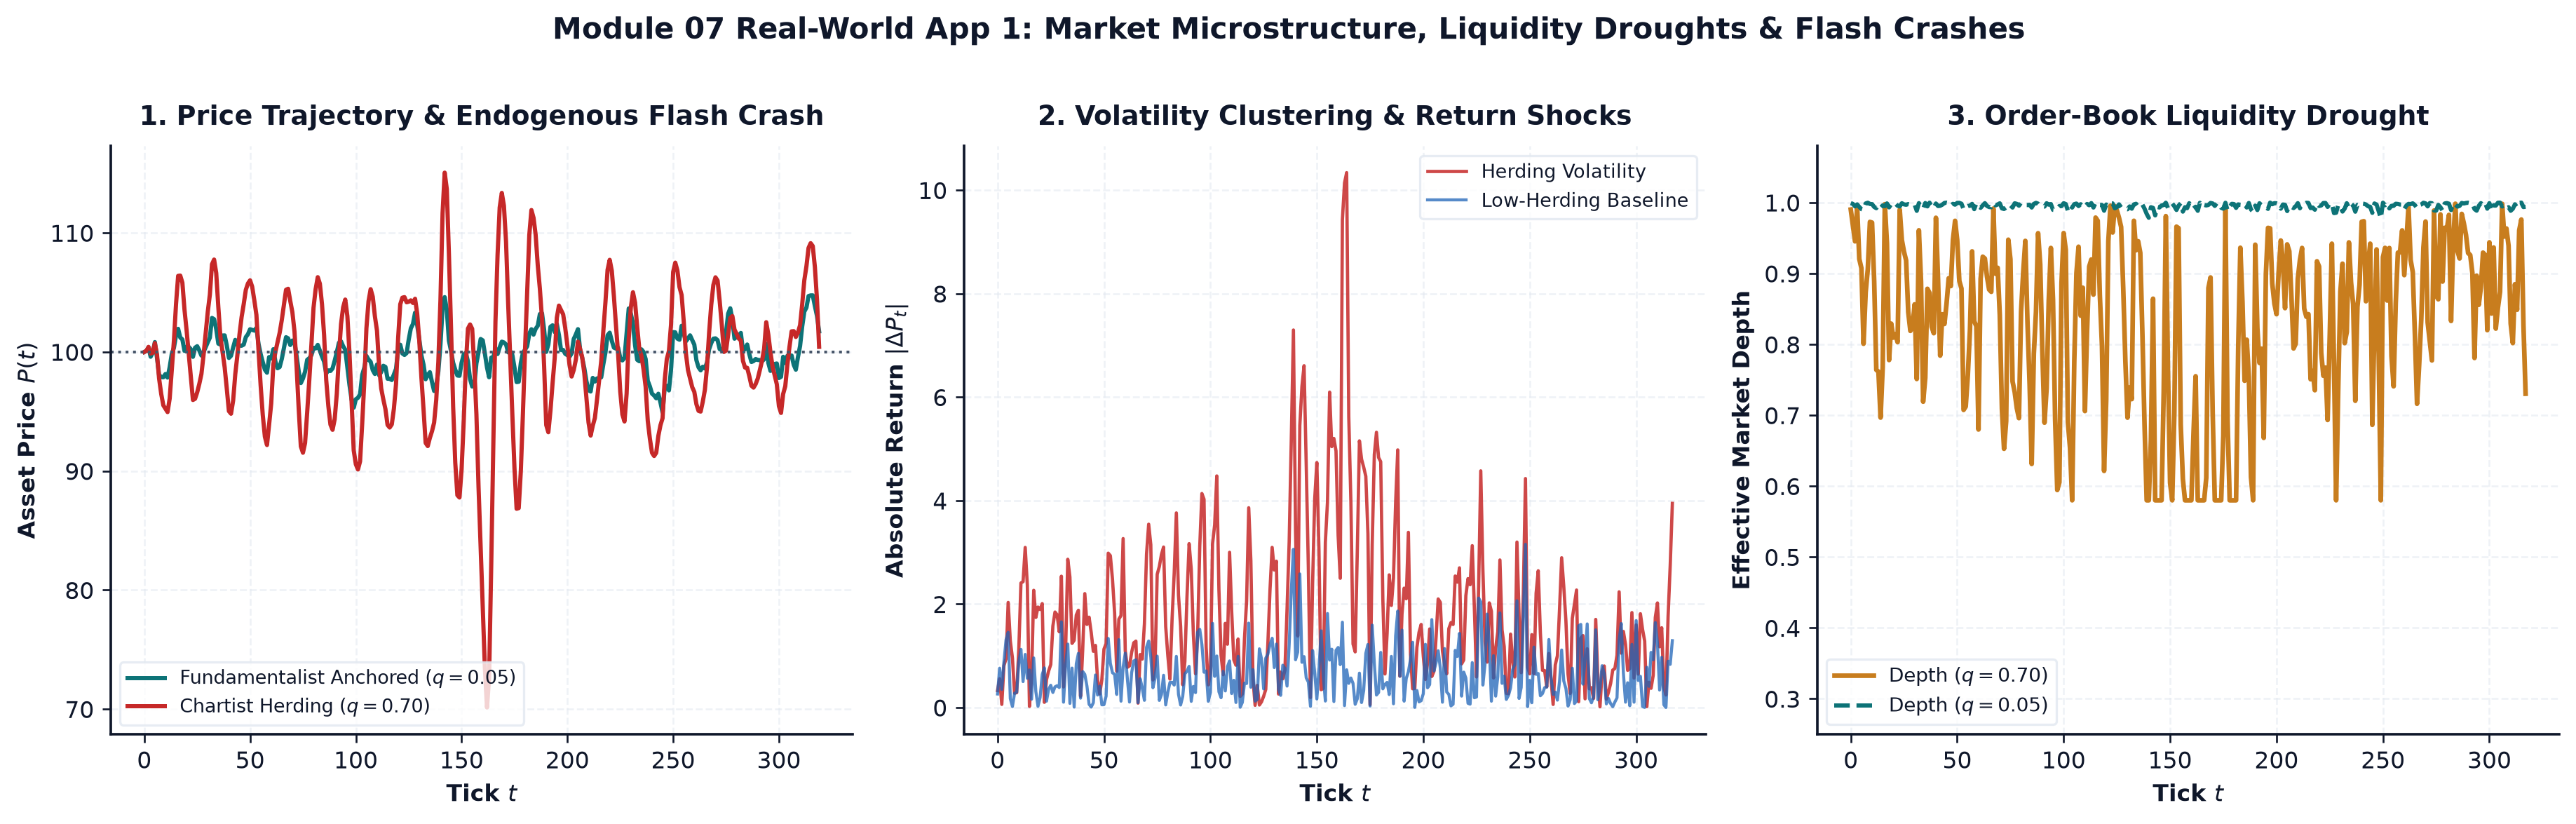 Module 07 Real-World App 1: Market Microstructure, Liquidity Droughts & Flash Crashes
1. Price Trajectory & Endogenous Flash Crash
Asset Price P(t)
110
100
90
80
70
Fundamentalist Anchored (q = 0.05)
Chartist Herding (q = 0.70)
0 50 100 150 200 250 300
Tick t
2. Volatility Clustering & Return Shocks
Absolute Return |ΔPₜ|
10
8
6
4
2
0
Herding Volatility
Low-Herding Baseline
0 50 100 150 200 250 300
Tick t
3. Order-Book Liquidity Drought
Effective Market Depth
1.0
0.9
0.8
0.7
0.6
0.5
0.4
0.3
Depth (q = 0.70)
Depth (q = 0.05)
0 50 100 150 200 250 300
Tick t